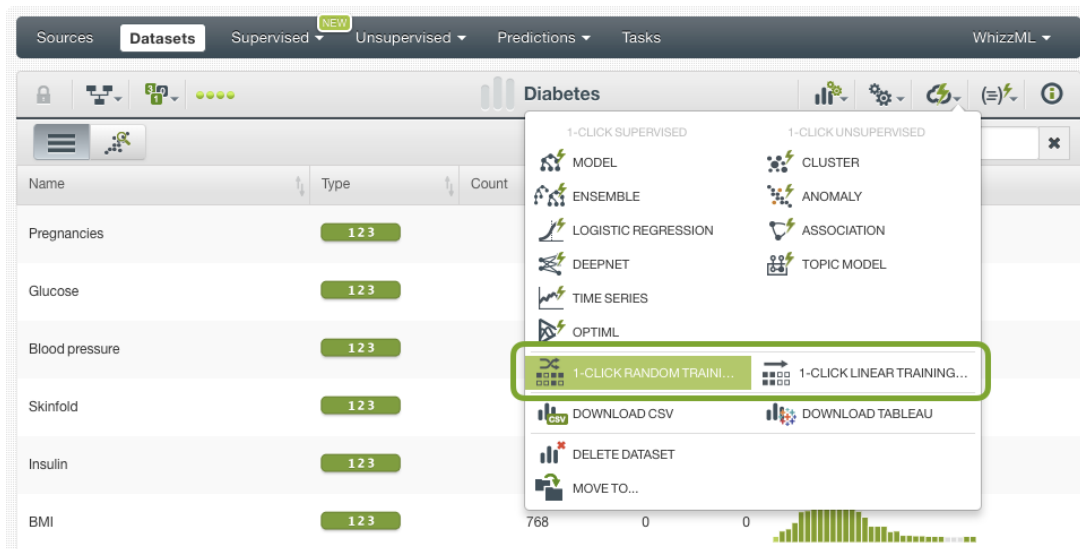 NEW
Sources Datasets Supervised Unsupervised Predictions Tasks WhizzML
Diabetes
Name Type Count
1-CLICK SUPERVISED 1-CLICK UNSUPERVISED
MODEL CLUSTER
ENSEMBLE ANOMALY
LOGISTIC REGRESSION ASSOCIATION
DEEPNET TOPIC MODEL
TIME SERIES
OPTIML
1-CLICK RANDOM TRAINI... 1-CLICK LINEAR TRAINING...
CSV DOWNLOAD CSV DOWNLOAD TABLEAU
DELETE DATASET
MOVE TO...
Pregnancies 123
Glucose 123
Blood pressure 123
Skinfold 123
Insulin 123
BMI 123 768 0 0